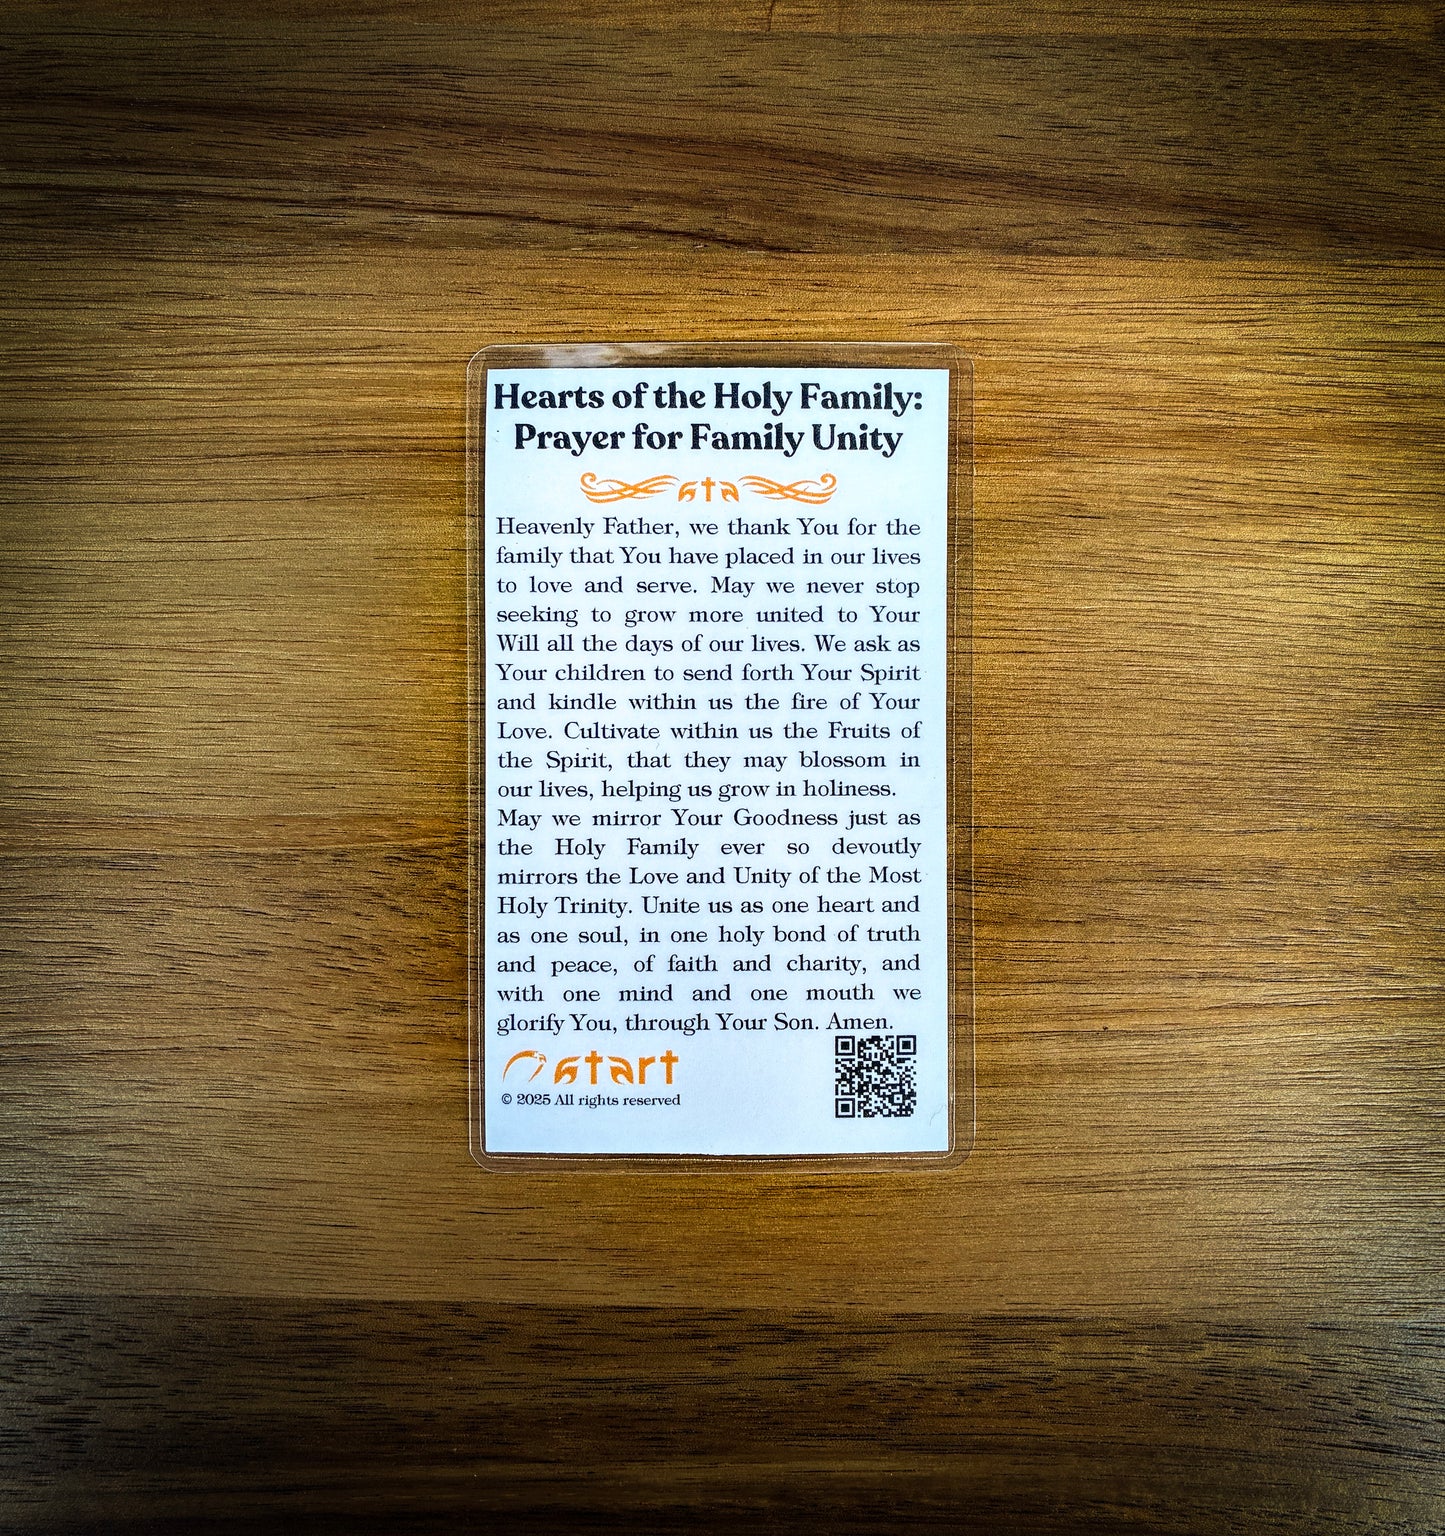 Hearts of the Holy Family:
Prayer for Family Unity
Heavenly Father, we thank You for the
family that You have placed in our lives
to love and serve. May we never stop
seeking to grow more united to Your
Will all the days of our lives. We ask as
Your children to send forth Your Spirit
and kindle within us the fire of Your
Love. Cultivate within us the Fruits of
the Spirit, that they may blossom in
our lives, helping us grow in holiness.
May we mirror Your Goodness just as
the Holy Family ever so devoutly
mirrors the Love and Unity of the Most
Holy Trinity. Unite us as one heart and
as one soul, in one holy bond of truth
and peace, of faith and charity, and
with one mind and one mouth we
glorify You, through Your Son. Amen.
© 2025 All rights reserved